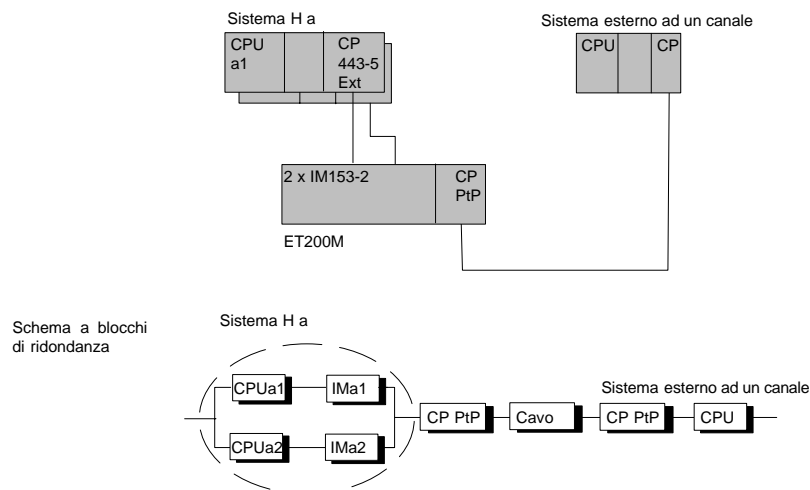 Sistema H a
Sistema esterno ad un canale
CPU
a1
CP
443-5
Ext
CPU
CP
2 x IM153-2
CP
PtP
ET200M
Schema a blocchi
di ridondanza
Sistema H a
CPUa1
IMa1
Sistema esterno ad un canale
CP PtP
Cavo
CP PtP
CPU
CPUa2
IMa2